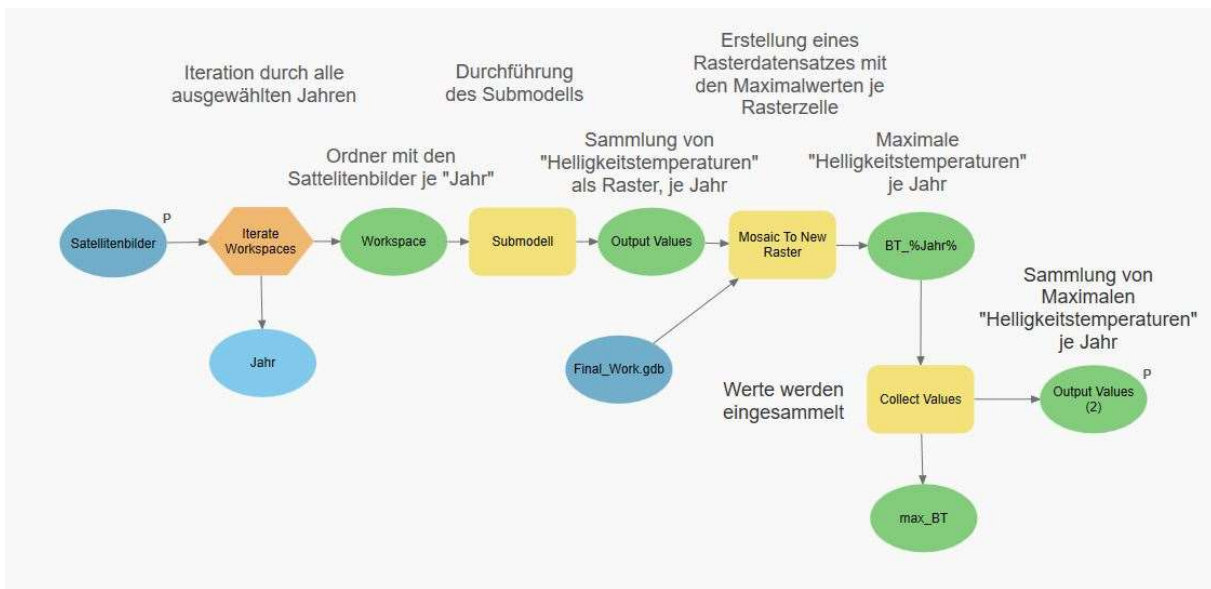 Iteration durch alle
ausgewählten Jahren
Durchführung
des Submodells
Erstellung eines
Rasterdatensatzes mit
den Maximalwerten je
Rasterzelle
Ordner mit den
Sattelitenbilder je "Jahr"
Sammlung von
"Helligkeitstemperaturen"
als Raster, je Jahr
Maximale
"Helligkeitstemperaturen"
je Jahr
Satellitenbilder
P
Iterate
Workspaces
Workspace
Submodell
Output Values
Mosaic To New
Raster
BT_%Jahr%
Jahr
Final_Work.gdb
Sammlung von
Maximalen
"Helligkeitstemperaturen"
je Jahr
Werte werden
eingesammelt
Collect Values
Output Values
(2)
P
max_BT